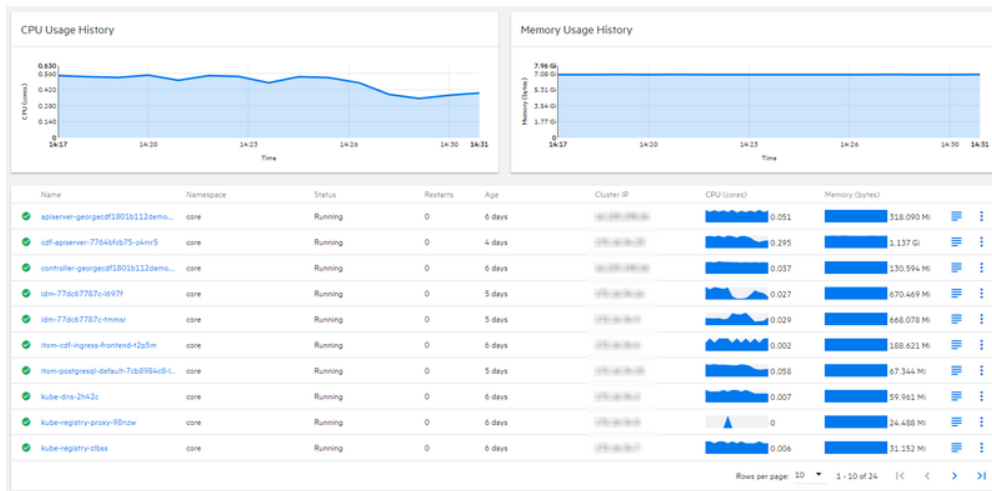 CPU Usage History
Memory Usage History
CPU (cores)
0.630
0.560
0.420
0.280
0.140
0
14:17 14:20 14:23 14:26 14:30 14:31
Time
Memory (bytes)
7.96 Gi
7.08 Gi
5.31 Gi
3.54 Gi
1.77 Gi
0
14:17 14:20 14:23 14:26 14:30 14:31
Time
Name Namespace Status Restarts Age Cluster IP CPU (cores) Memory (bytes)
apiserver-georgecdf1801b112demo... core Running 0 6 days 0.051 318.090 Mi
cdf-apiserver-7764bfcb75-z4mr5 core Running 0 4 days 0.295 1.137 Gi
controller-georgecdf1801b112demo... core Running 0 6 days 0.037 130.594 Mi
idm-77dc67787c-l697f core Running 0 5 days 0.027 670.469 Mi
idm-77dc67787c-tmmsr core Running 0 5 days 0.029 668.078 Mi
itom-cdf-ingress-frontend-t2p5m core Running 0 6 days 0.002 188.621 Mi
itom-postgresql-default-7cb8984c8-l... core Running 0 5 days 0.058 67.344 Mi
kube-dns-2h42c core Running 0 6 days 0.007 59.961 Mi
kube-registry-proxy-98nzw core Running 0 6 days 0 24.488 Mi
kube-registry-zlbss core Running 0 6 days 0.006 31.152 Mi
Rows per page: 10 1 - 10 of 24